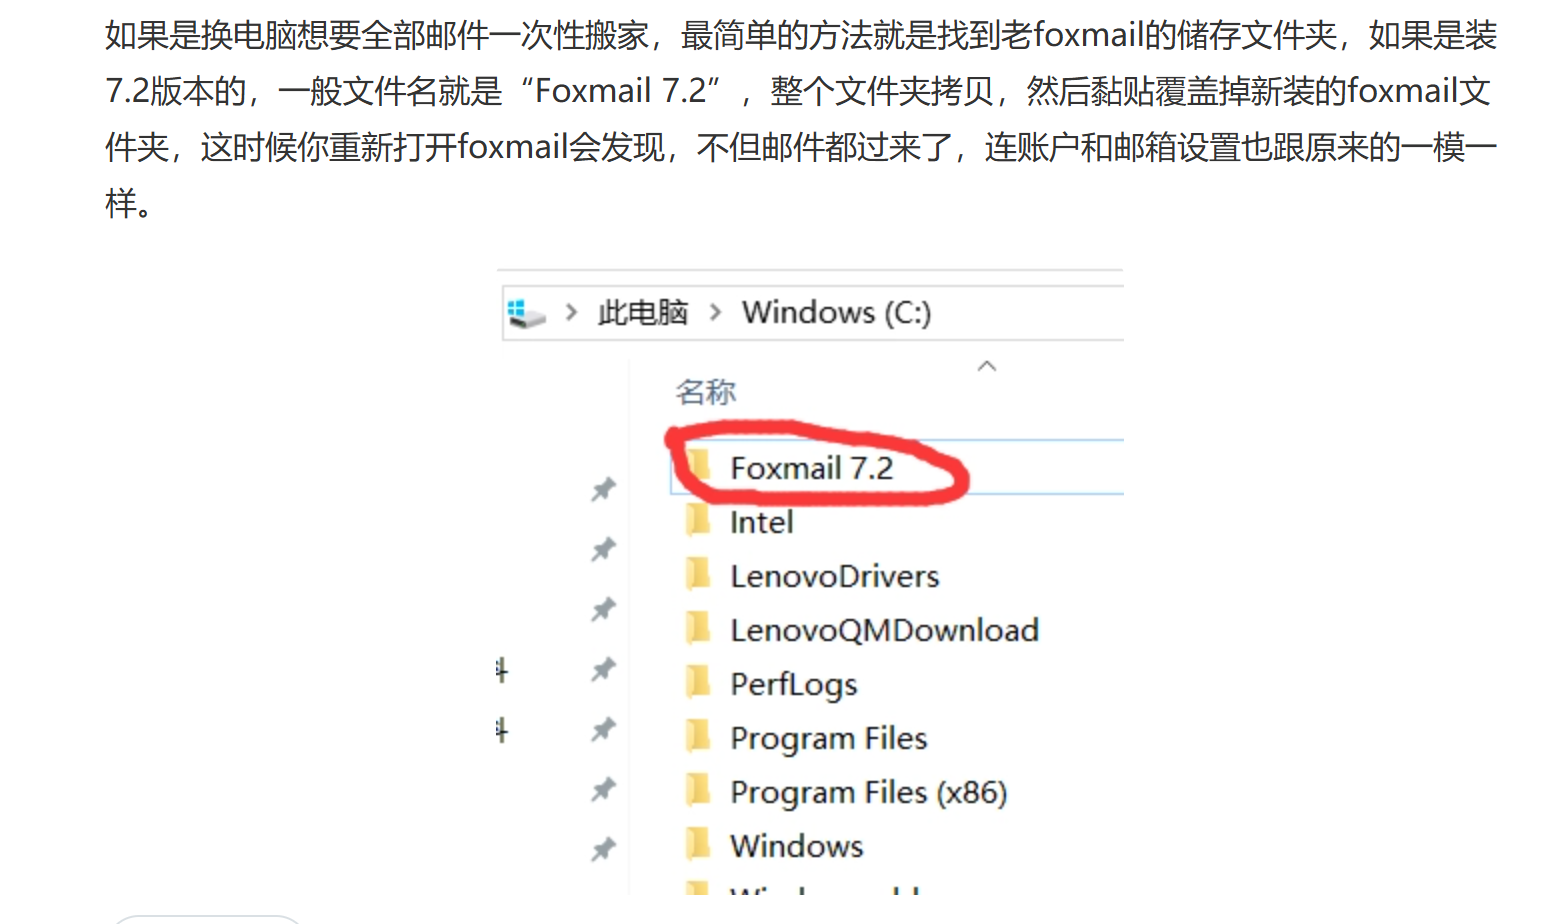 如果是换电脑想要全部邮件一次性搬家，最简单的方法就是找到老foxmail的储存文件夹，如果是装
7.2版本的，一般文件名就是“Foxmail 7.2”，整个文件夹拷贝，然后黏贴覆盖掉新装的foxmail文
件夹，这时候你重新打开foxmail会发现，不但邮件都过来了，连账户和邮箱设置也跟原来的一模一
样。
此电脑 > Windows (C:)
名称
Foxmail 7.2
Intel
LenovoDrivers
LenovoQMDownload
PerfLogs
Program Files
Program Files (x86)
Windows